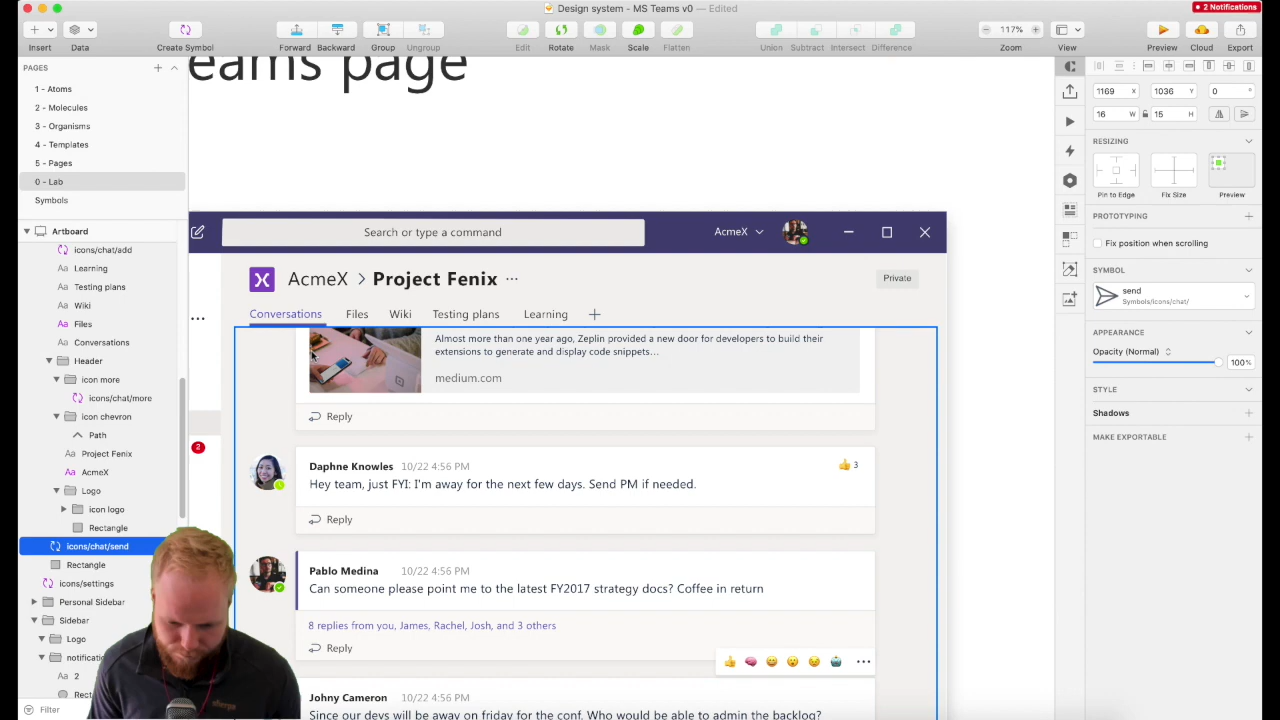 Design system - MS Teams v0 — Edited
2 Notifications
Insert Data Create Symbol Forward Backward Group Ungroup Edit Rotate Mask Scale Flatten Union Subtract Intersect Difference 117% Zoom View Preview Cloud Export
PAGES
1 - Atoms
2 - Molecules
3 - Organisms
4 - Templates
5 - Pages
0 - Lab
Symbols
Artboard
icons/chat/add
Aa Learning
Aa Testing plans
Aa Wiki
Aa Files
Aa Conversations
Header
icon more
icons/chat/more
icon chevron
Path
Aa Project Fenix
Aa AcmeX
Logo
icon logo
Rectangle
icons/chat/send
Rectangle
icons/settings
Personal Sidebar
Sidebar
Logo
Aa 2
Filter
eams page
Search or type a command
AcmeX
AcmeX > Project Fenix ...
Private
Conversations Files Wiki Testing plans Learning +
Almost more than one year ago, Zeplin provided a new door for developers to build their
extensions to generate and display code snippets...
medium.com
Reply
2
Daphne Knowles 10/22 4:56 PM
3
Hey team, just FYI: I'm away for the next few days. Send PM if needed.
Reply
Pablo Medina 10/22 4:56 PM
Can someone please point me to the latest FY2017 strategy docs? Coffee in return
8 replies from you, James, Rachel, Josh, and 3 others
Reply
Johny Cameron 10/22 4:56 PM
Since our devs will be away on friday for the conf. Who would be able to admin the backlog?
1169 X 1036 Y 0 °
16 W 15 H
RESIZING
Pin to Edge Fix Size Preview
PROTOTYPING
Fix position when scrolling
SYMBOL
send
Symbols/icons/chat/
APPEARANCE
Opacity (Normal)
100%
STYLE
Shadows
MAKE EXPORTABLE